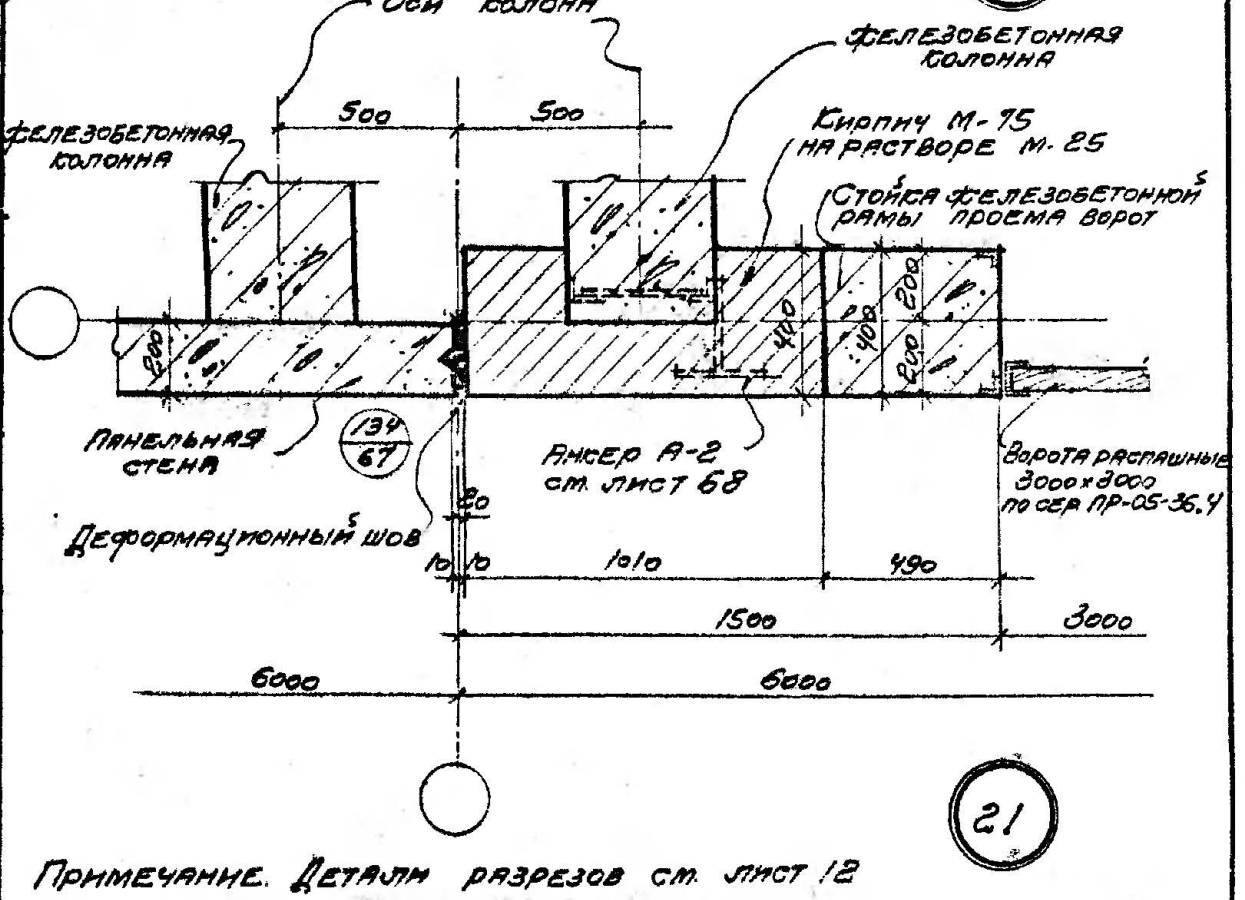 Оси колонн
Железобетонная
колонна
500
500
Железобетонная
колонна
Кирпич М-75
на растворе М-25
Стойка железобетонной
рамы проема ворот
200
400
400
200
200
Панельная
стена
134
67
Анкер А-2
см. лист 68
Ворота распашные
3000х3000
по сер ПР-05-36.4
20
Деформационный шов
10
10
1010
490
1500
3000
6000
6000
21
Примечание. Детали разрезов см. лист 12